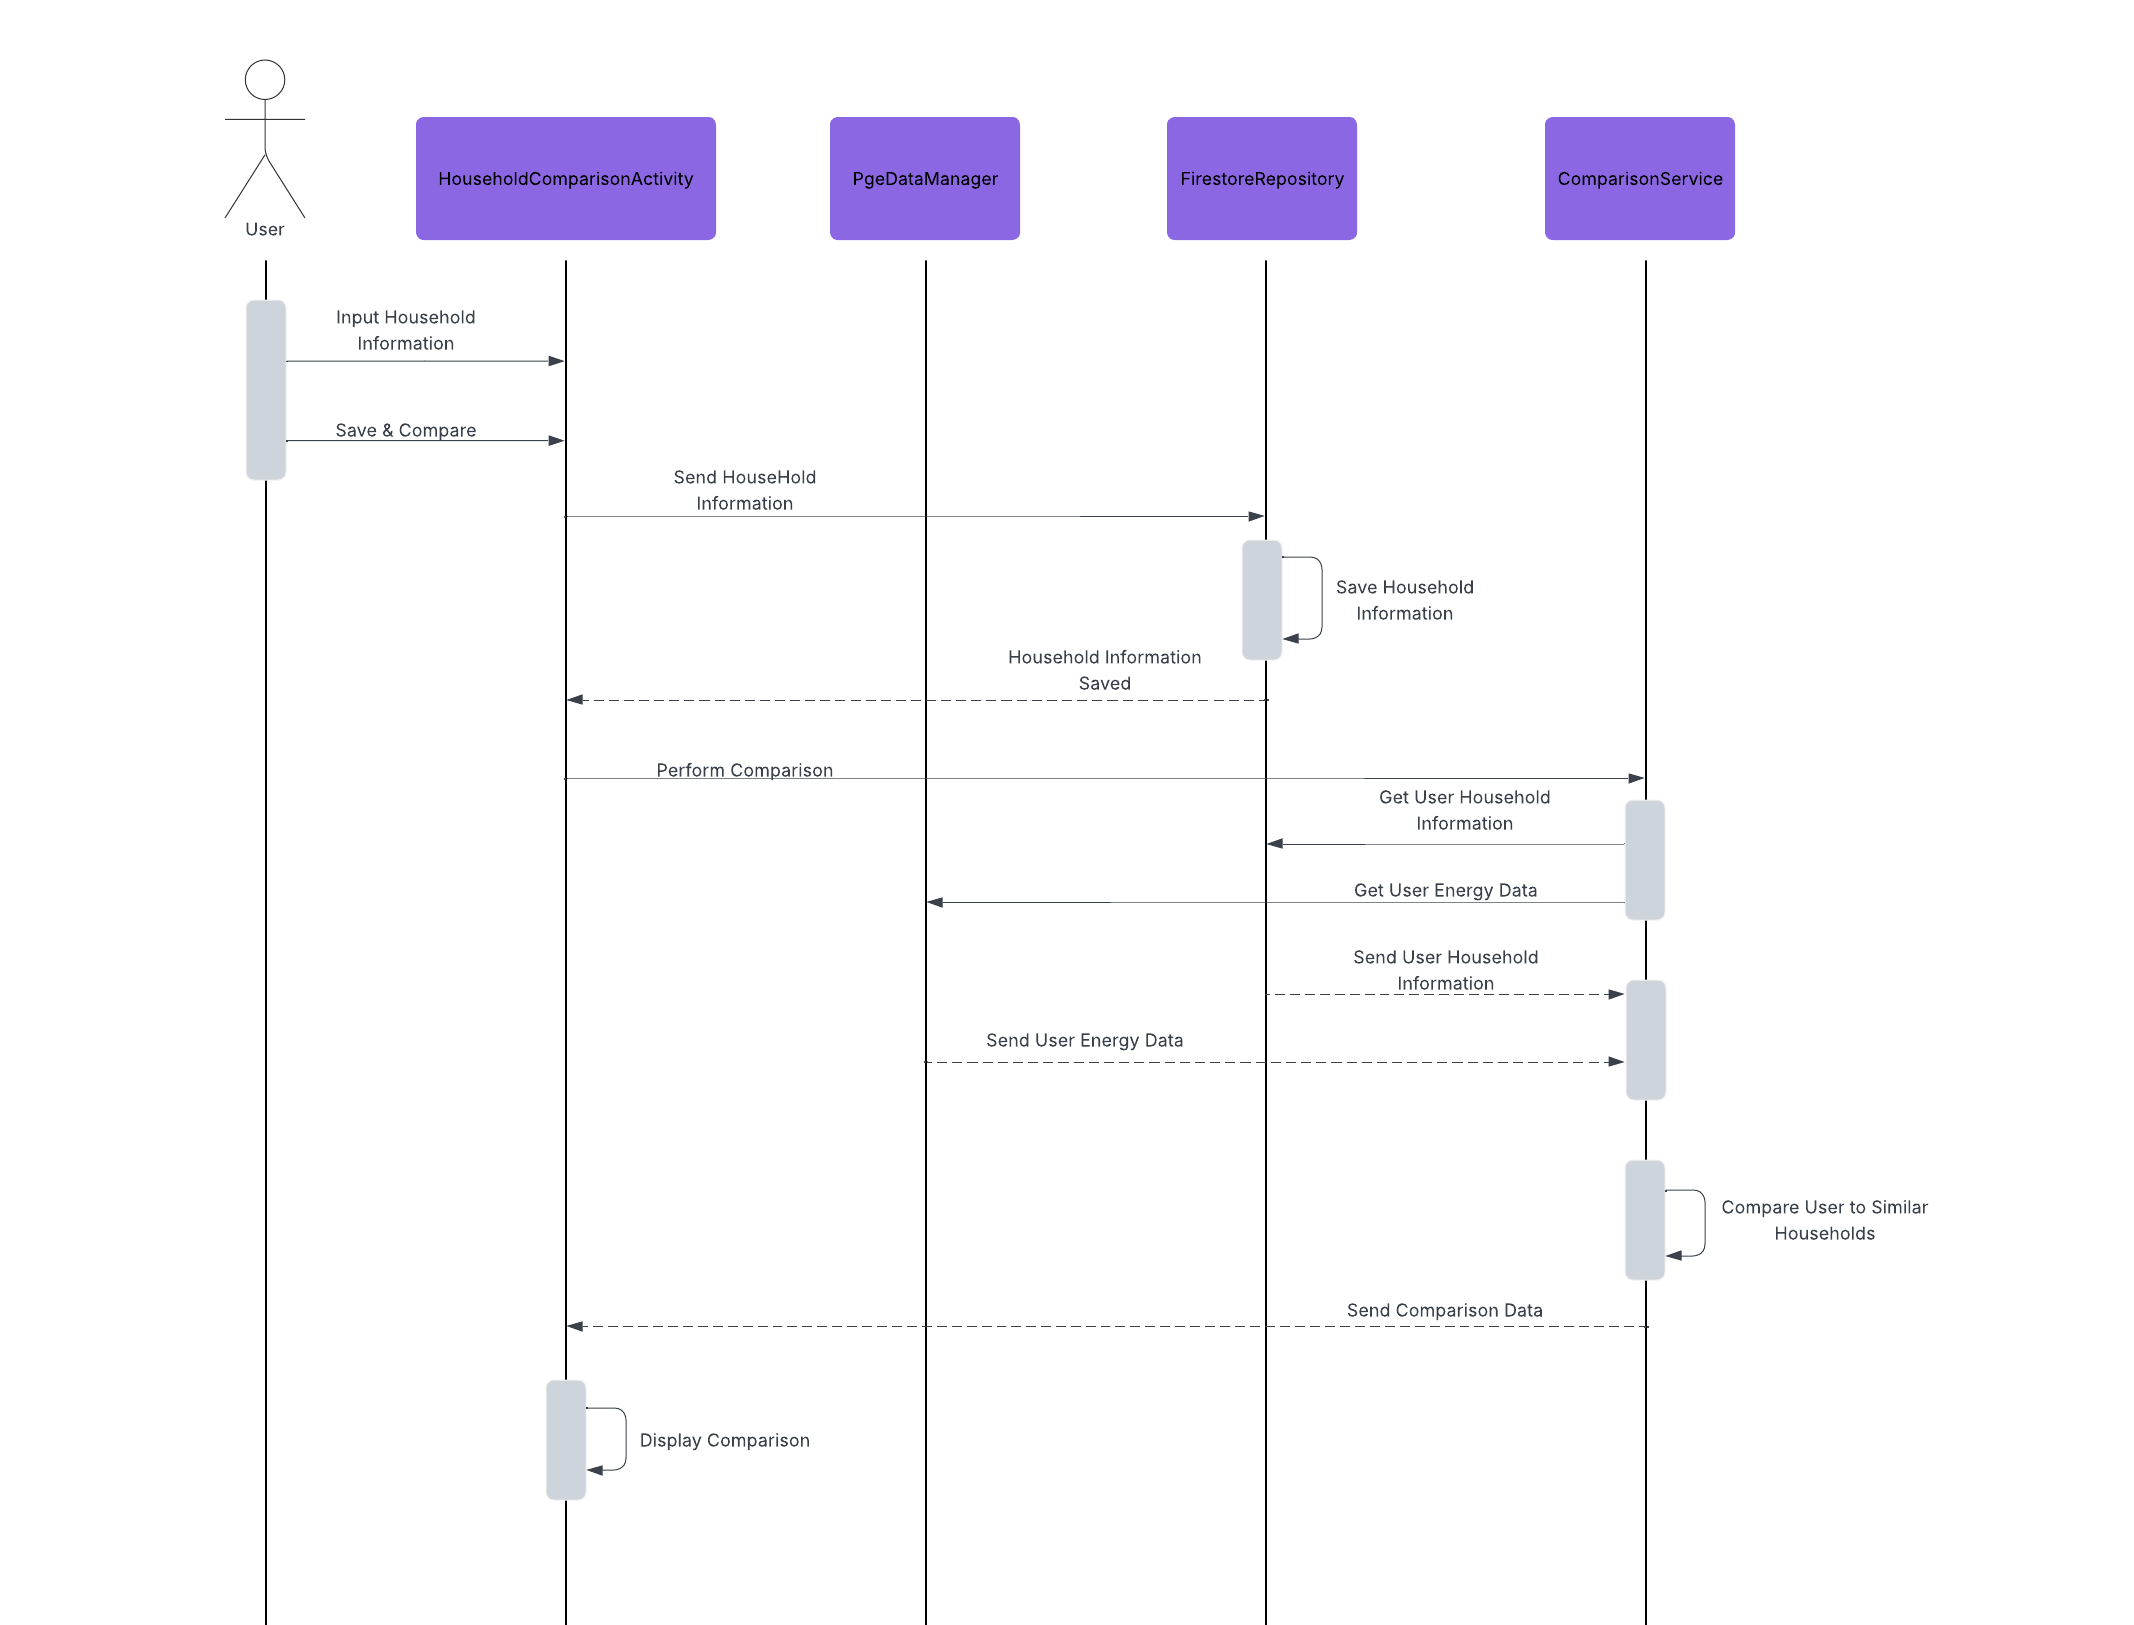 User
HouseholdComparisonActivity
PgeDataManager
FirestoreRepository
ComparisonService
Input Household
Information
Save & Compare
Send HouseHold
Information
Save Household
Information
Household Information
Saved
Perform Comparison
Get User Household
Information
Get User Energy Data
Send User Household
Information
Send User Energy Data
Compare User to Similar
Households
Send Comparison Data
Display Comparison